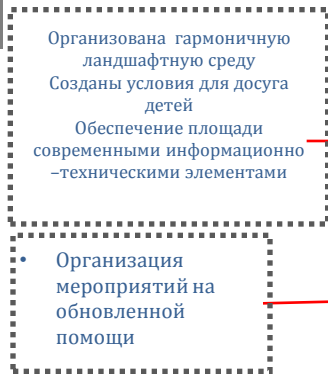 Организована гармоничную
ландшафтную среду
Созданы условия для досуга
детей
Обеспечение площади
современными информационно
–техническими элементами
• Организация
мероприятий на
обновленной
помощи